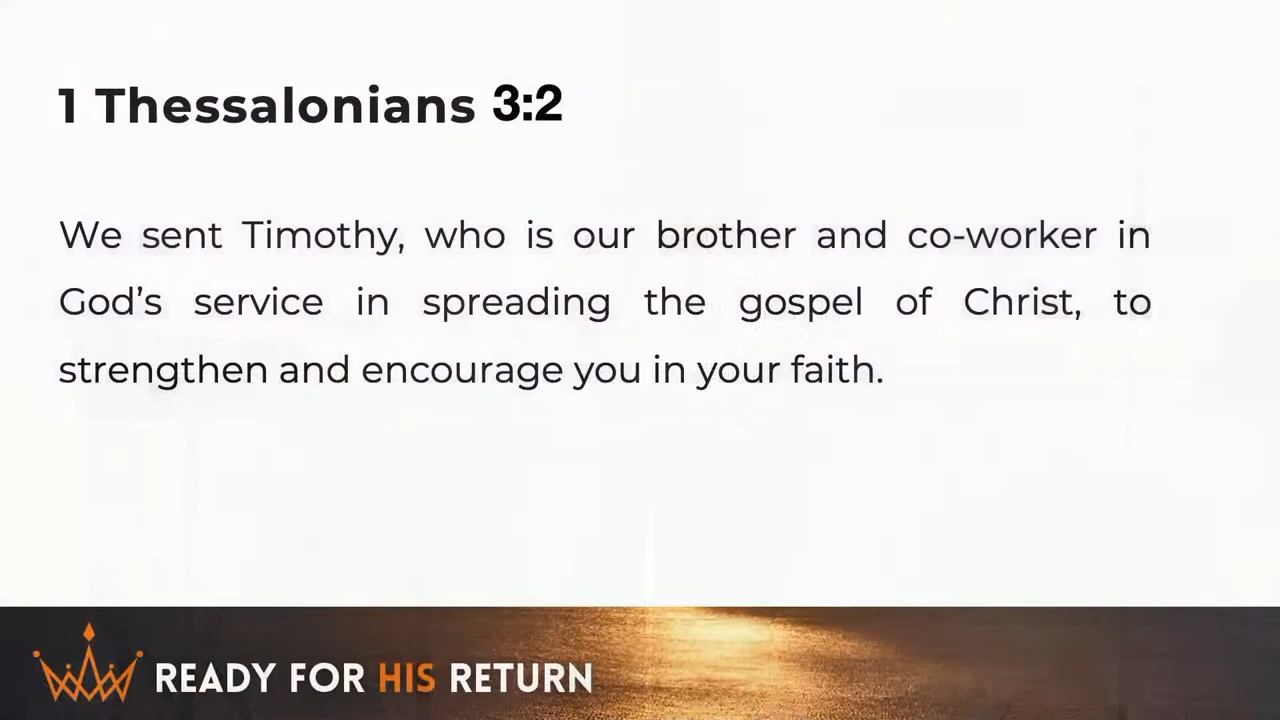 1 Thessalonians 3:2
We sent Timothy, who is our brother and co-worker in
God’s service in spreading the gospel of Christ, to
strengthen and encourage you in your faith.
READY FOR HIS RETURN